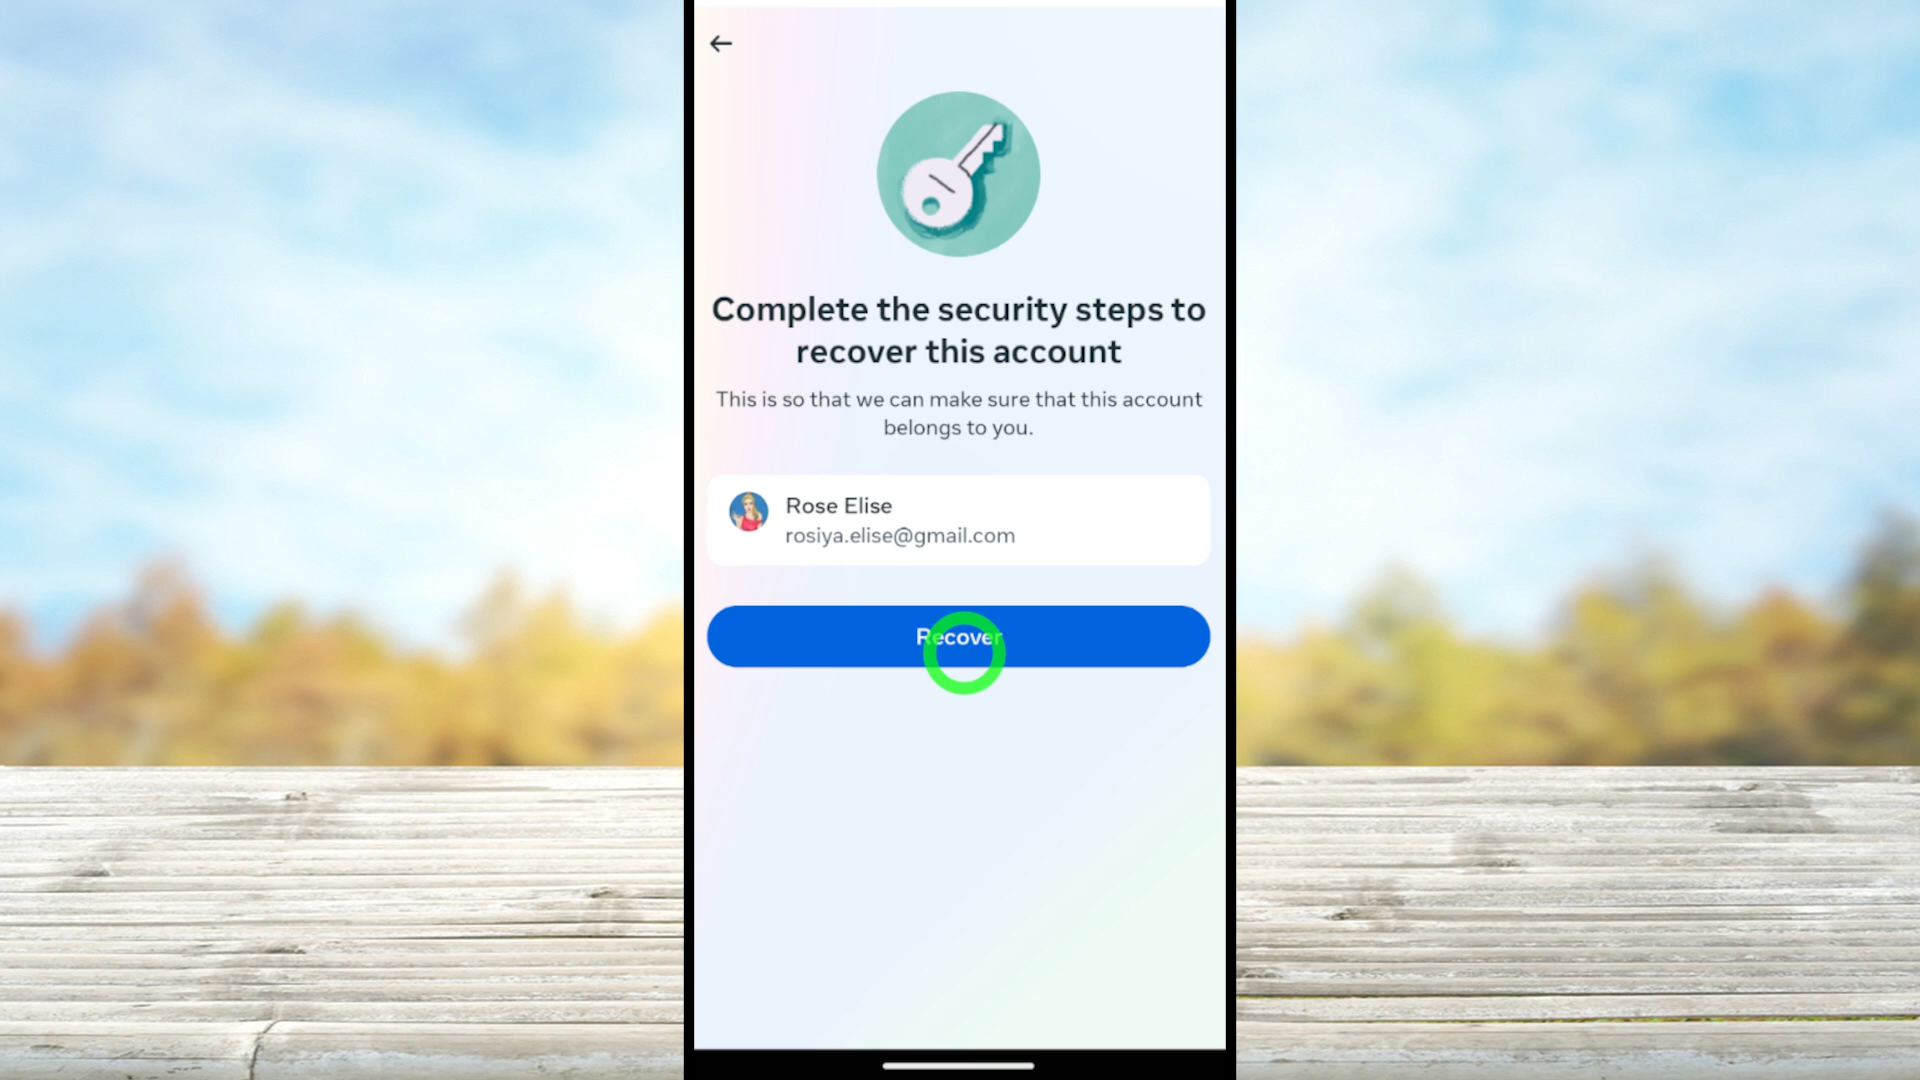 Complete the security steps to
recover this account
This is so that we can make sure that this account
belongs to you.
Rose Elise
rosiya.elise@gmail.com
Recover